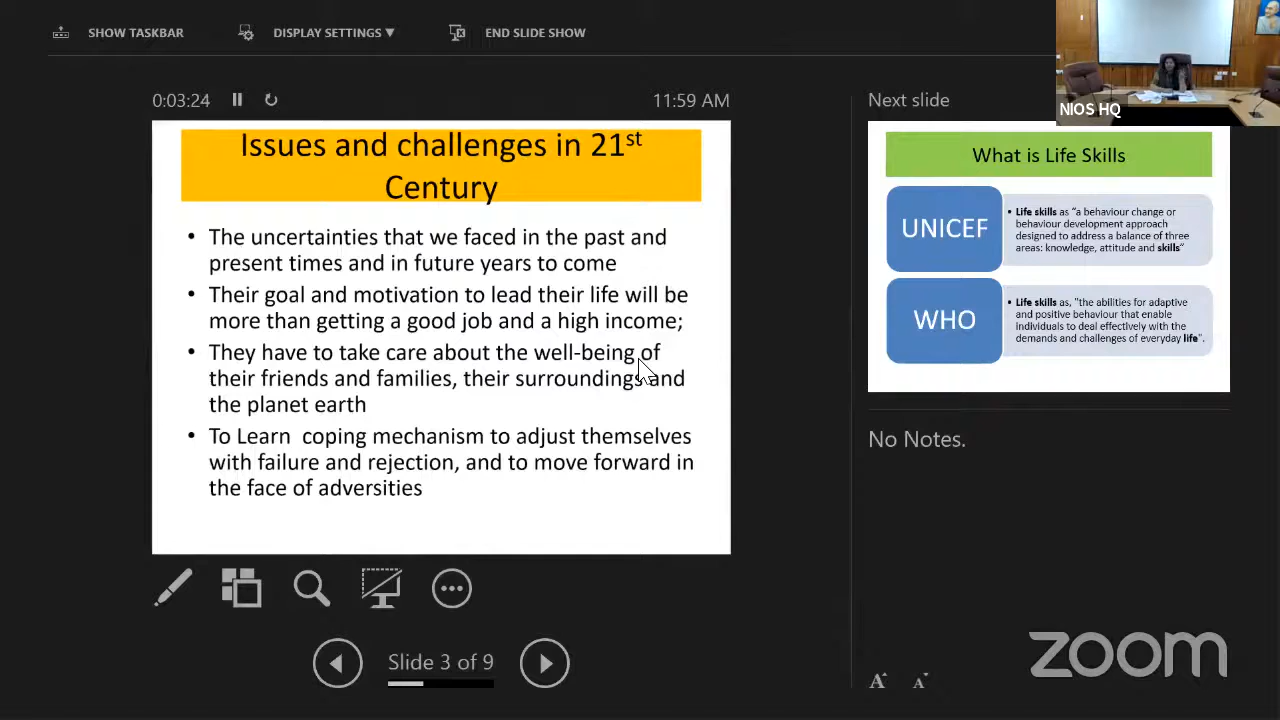 SHOW TASKBAR
DISPLAY SETTINGS ▼
END SLIDE SHOW
NIOS HQ
0:03:24
11:59 AM
Issues and challenges in 21st
Century
• The uncertainties that we faced in the past and
present times and in future years to come
• Their goal and motivation to lead their life will be
more than getting a good job and a high income;
• They have to take care about the well-being of
their friends and families, their surroundings and
the planet earth
• To Learn  coping mechanism to adjust themselves
with failure and rejection, and to move forward in
the face of adversities
Slide 3 of 9
Next slide
What is Life Skills
UNICEF
• Life skills as “a behaviour change or
behaviour development approach
designed to address a balance of three
areas: knowledge, attitude and skills”
WHO
• Life skills as, "the abilities for adaptive
and positive behaviour that enable
individuals to deal effectively with the
demands and challenges of everyday life".
No Notes.
A A
zoom